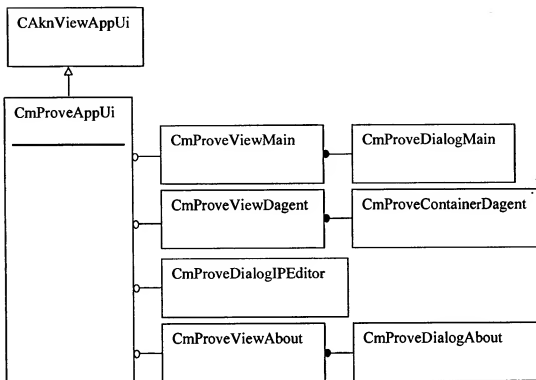 CAknViewAppUi
CmProveAppUi
CmProveViewMain
CmProveDialogMain
CmProveViewDagent
CmProveContainerDagent
CmProveDialogIPEditor
CmProveViewAbout
CmProveDialogAbout